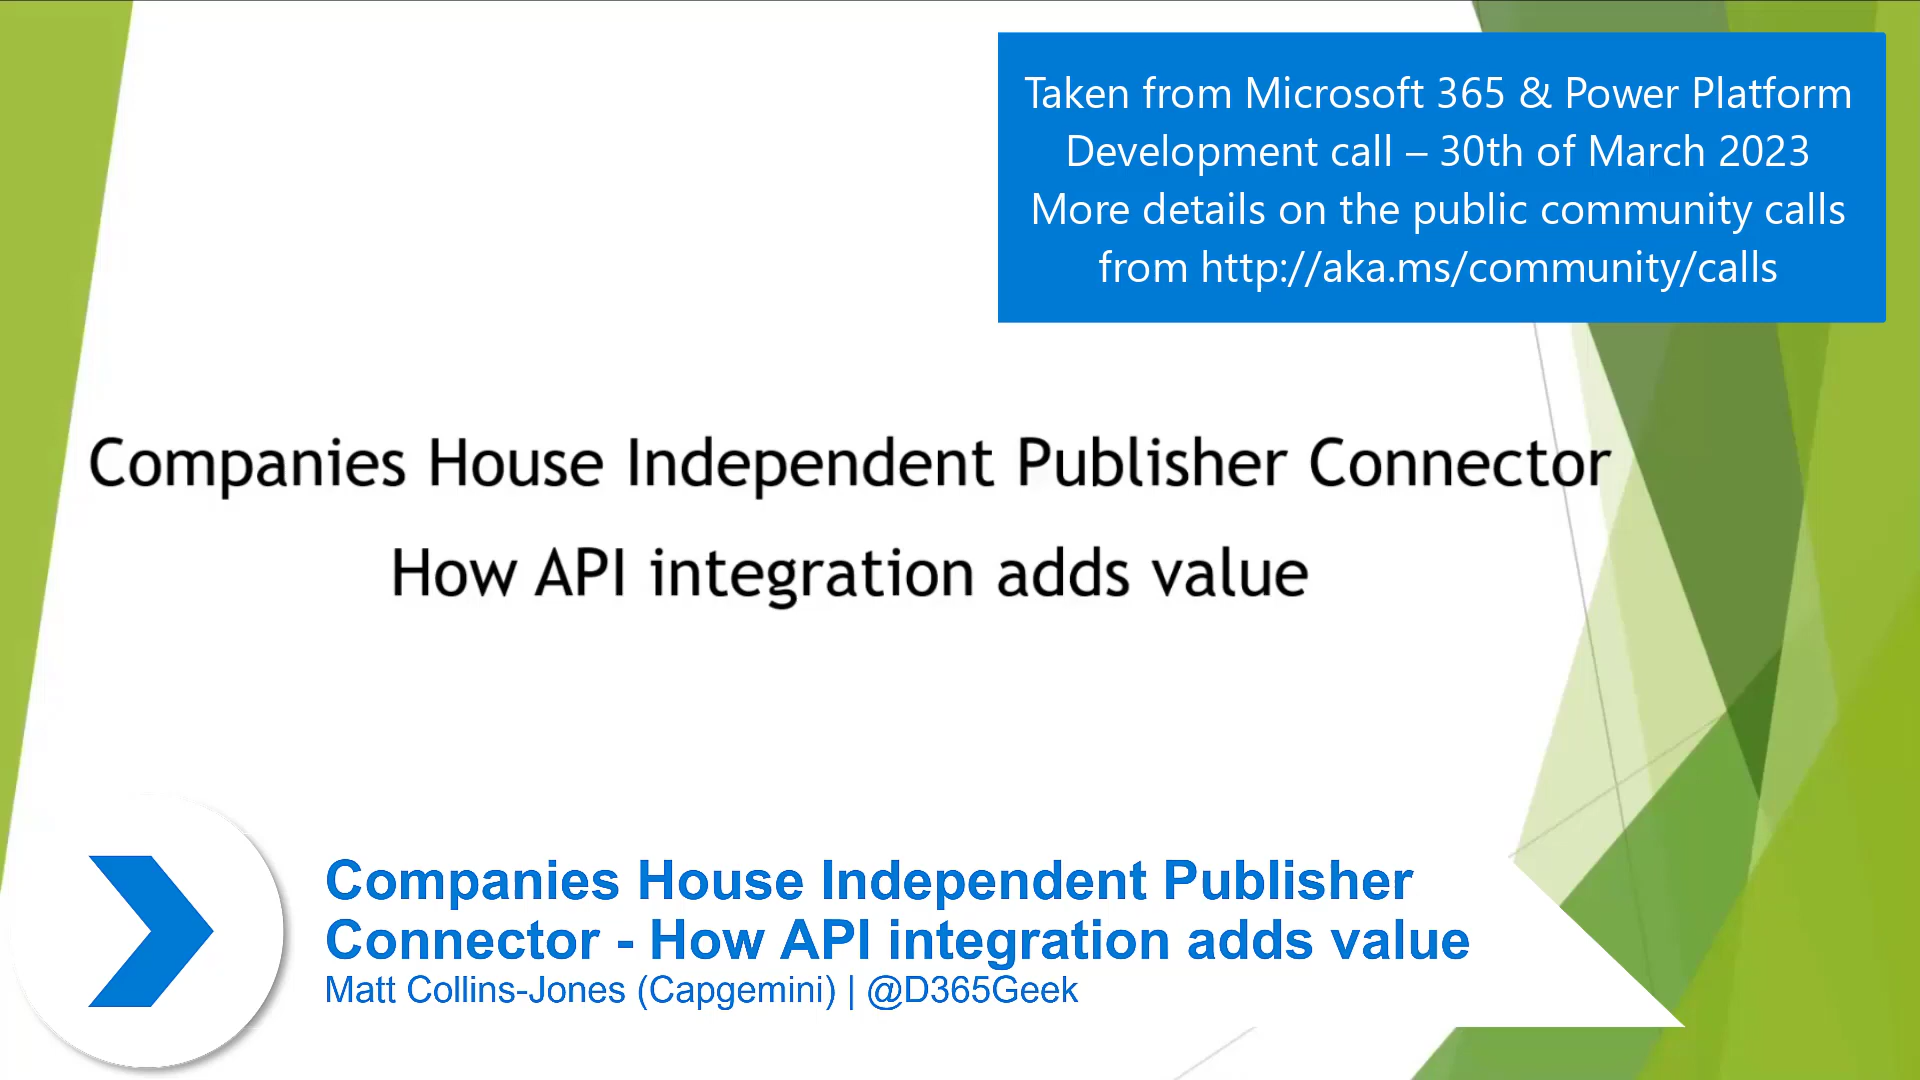 Taken from Microsoft 365 & Power Platform
Development call – 30th of March 2023
More details on the public community calls
from http://aka.ms/community/calls
Companies House Independent Publisher Connector
How API integration adds value
Companies House Independent Publisher
Connector - How API integration adds value
Matt Collins-Jones (Capgemini) | @D365Geek